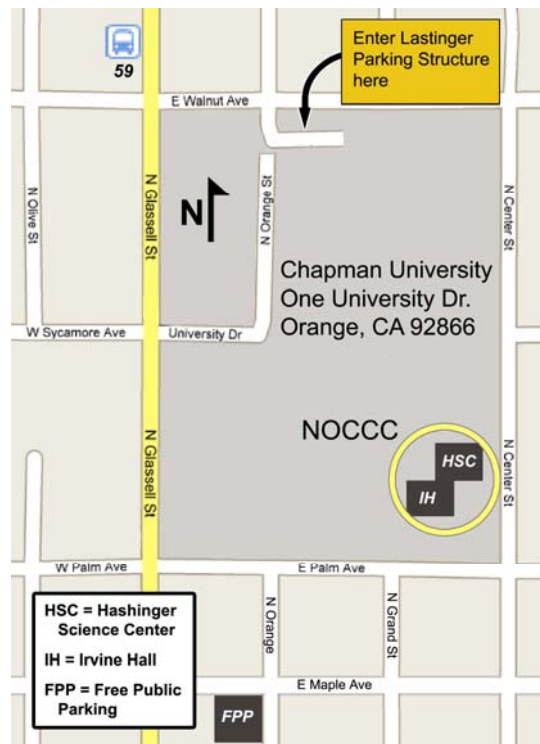 59
Enter Lastinger
Parking Structure
here
E Walnut Ave
N Olive St
N Glassell St
N
N Orange St
N Center St
Chapman University
One University Dr.
Orange, CA 92866
W Sycamore Ave
University Dr
NOCCC
N Glassell St
HSC
IH
N Center St
W Palm Ave
E Palm Ave
HSC = Hashinger
Science Center
IH = Irvine Hall
FPP = Free Public
Parking
N Orange
N Grand St
E Maple Ave
FPP